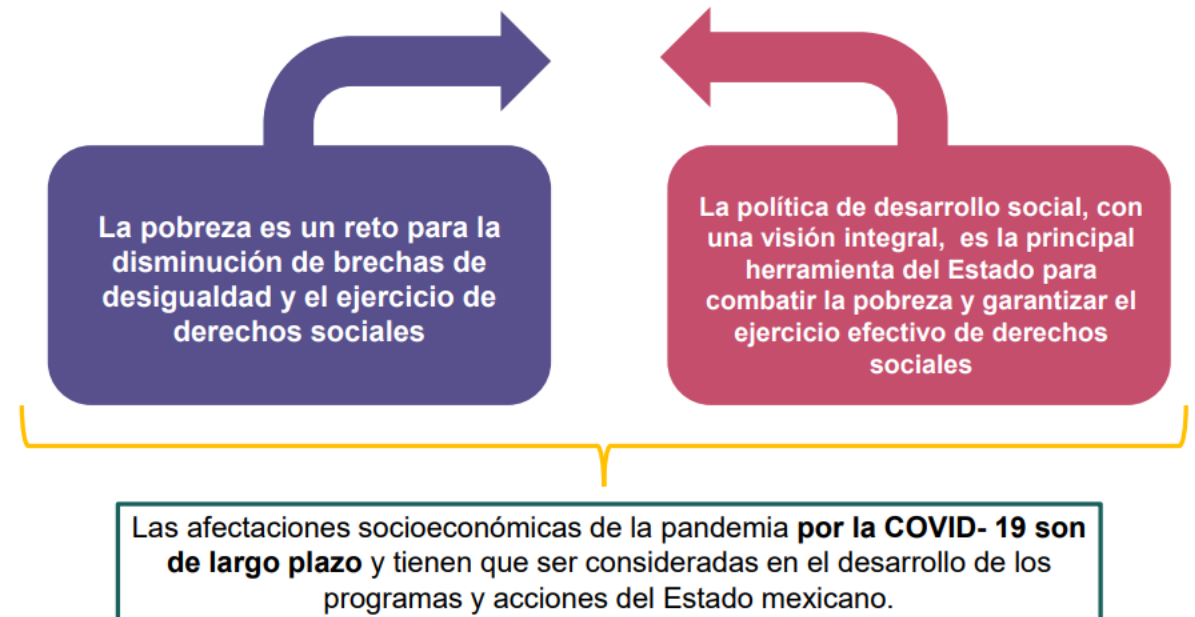 La pobreza es un reto para la
disminución de brechas de
desigualdad y el ejercicio de
derechos sociales
La política de desarrollo social, con
una visión integral, es la principal
herramienta del Estado para
combatir la pobreza y garantizar el
ejercicio efectivo de derechos
sociales
Las afectaciones socioeconómicas de la pandemia por la COVID- 19 son
de largo plazo y tienen que ser consideradas en el desarrollo de los
programas y acciones del Estado mexicano.